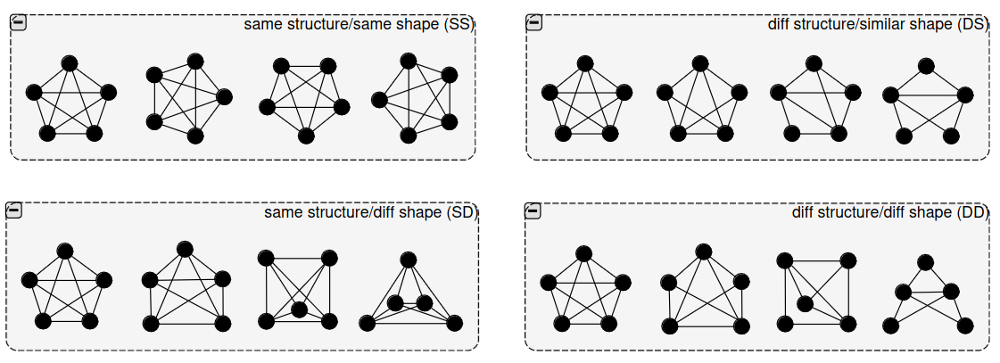 same structure/same shape (SS)
diff structure/similar shape (DS)
same structure/diff shape (SD)
diff structure/diff shape (DD)